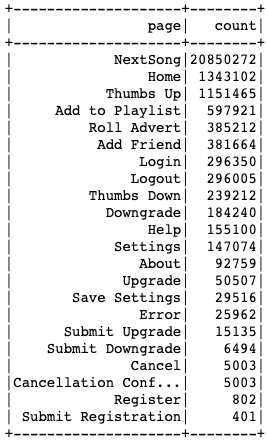 +--------------------+--------+
|                page|   count|
+--------------------+--------+
|            NextSong|20850272|
|                Home| 1343102|
|           Thumbs Up| 1151465|
|     Add to Playlist|  597921|
|         Roll Advert|  385212|
|          Add Friend|  381664|
|               Login|  296350|
|              Logout|  296005|
|         Thumbs Down|  239212|
|           Downgrade|  184240|
|                Help|  155100|
|            Settings|  147074|
|               About|   92759|
|             Upgrade|   50507|
|       Save Settings|   29516|
|               Error|   25962|
|      Submit Upgrade|   15135|
|    Submit Downgrade|    6494|
|              Cancel|    5003|
|Cancellation Conf...|    5003|
|            Register|     802|
| Submit Registration|     401|
+--------------------+--------+